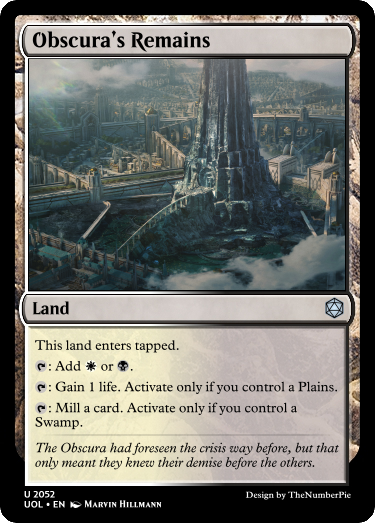 Obscura's Remains
Land
This land enters tapped.
: Add or .
: Gain 1 life. Activate only if you control a Plains.
: Mill a card. Activate only if you control a
Swamp.
The Obscura had foreseen the crisis way before, but that
only meant they knew their demise before the others.
U 2052
UOL • EN Marvin Hillmann
Design by TheNumberPie